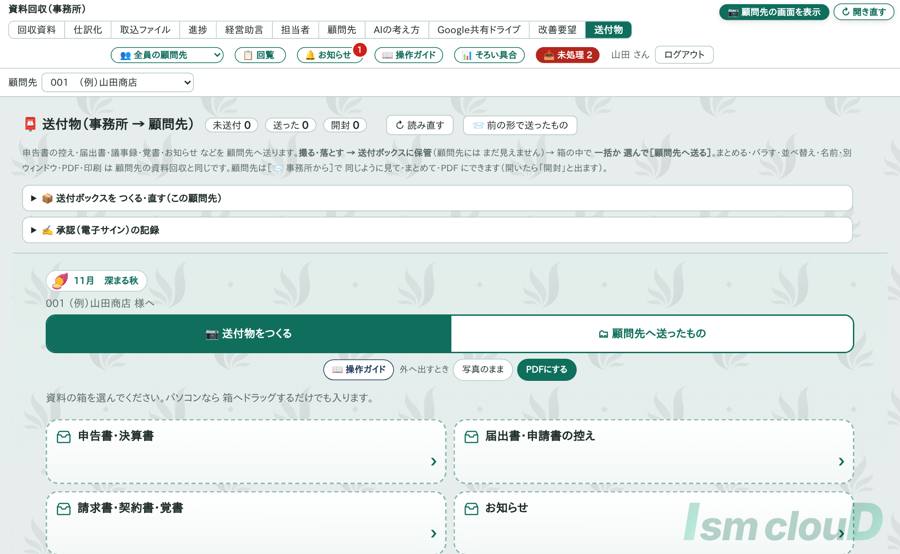 資料回収(事務所)
📷 顧問先の画面を表示
↻ 開き直す
回収資料 仕訳化 取込ファイル 進捗 経営助言 担当者 顧問先 AIの考え方 Google共有ドライブ 改善要望 送付物
👥 全員の顧問先 📋 回覧 🔔 お知らせ 1 📖 操作ガイド 📊 そろい具合 📥 未処理 2 山田 さん ログアウト
顧問先 001 (例)山田商店
📮 送付物(事務所 → 顧問先) 未送付 0 送った 0 開封 0 ↻ 読み直す 📨 前の形で送ったもの
申告書の控え・届出書・議事録・覚書・お知らせ などを 顧問先へ送ります。撮る・落とす → 送付ボックスに保管(顧問先には まだ見えません)→ 箱の中で 一括か 選んで[顧問先へ送る]。まとめる・バラす・並べ替え・名前・別
ウィンドウ・PDF・印刷 は 顧問先の資料回収と同じです。顧問先は[📨 事務所から]で 同じように見て・まとめて・PDF にできます(開いたら「開封」と出ます)。
▶ 📦 送付ボックスを つくる・直す(この顧問先)
▶ ✍ 承認(電子サイン)の記録
🍠 11月 深まる秋
001 (例)山田商店 様へ
📷 送付物をつくる
🗂 顧問先へ送ったもの
📖 操作ガイド 外へ出すとき 写真のまま PDFにする
資料の箱を選んでください。パソコンなら 箱へドラッグするだけでも入ります。
申告書・決算書
届出書・申請書の控え
請求書・契約書・覚書
お知らせ
Ism clouD